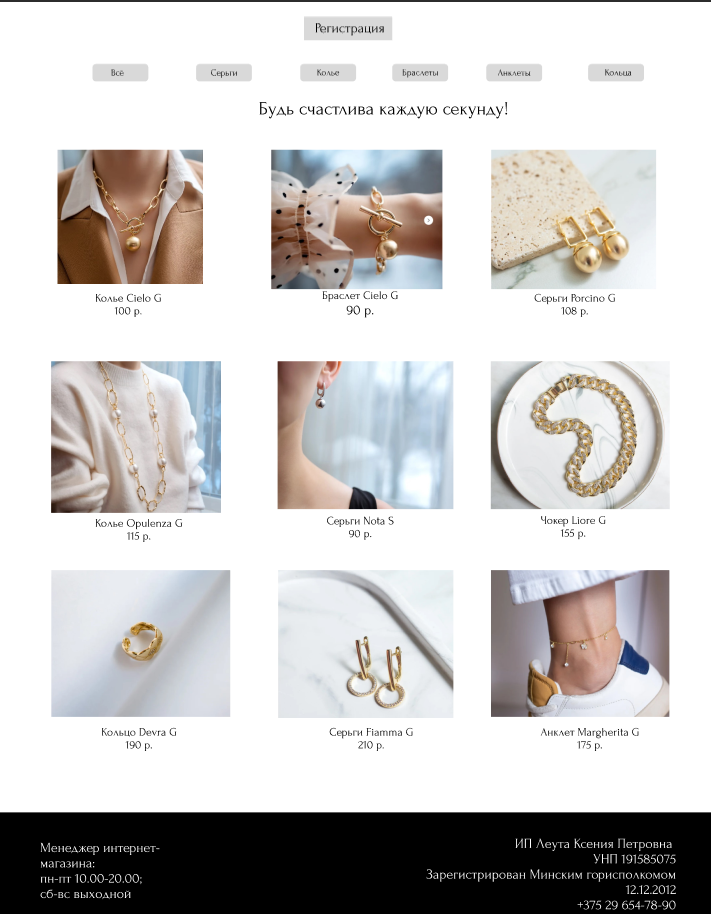 Регистрация
Все
Серьги
Колье
Браслеты
Анклеты
Кольца
Будь счастлива каждую секунду!
Колье Cielo G
100 р.
Браслет Cielo G
90 р.
Серьги Porcino G
108 р.
Колье Opulenza G
115 р.
Серьги Nota S
90 р.
Чокер Liore G
155 р.
Кольцо Devra G
190 р.
Серьги Fiamma G
210 р.
Анклет Margherita G
175 р.
Менеджер интернет-
магазина:
пн-пт 10.00-20.00;
сб-вс выходной
ИП Леута Ксения Петровна
УНП 191585075
Зарегистрирован Минским горисполкомом
12.12.2012
+375 29 654-78-90